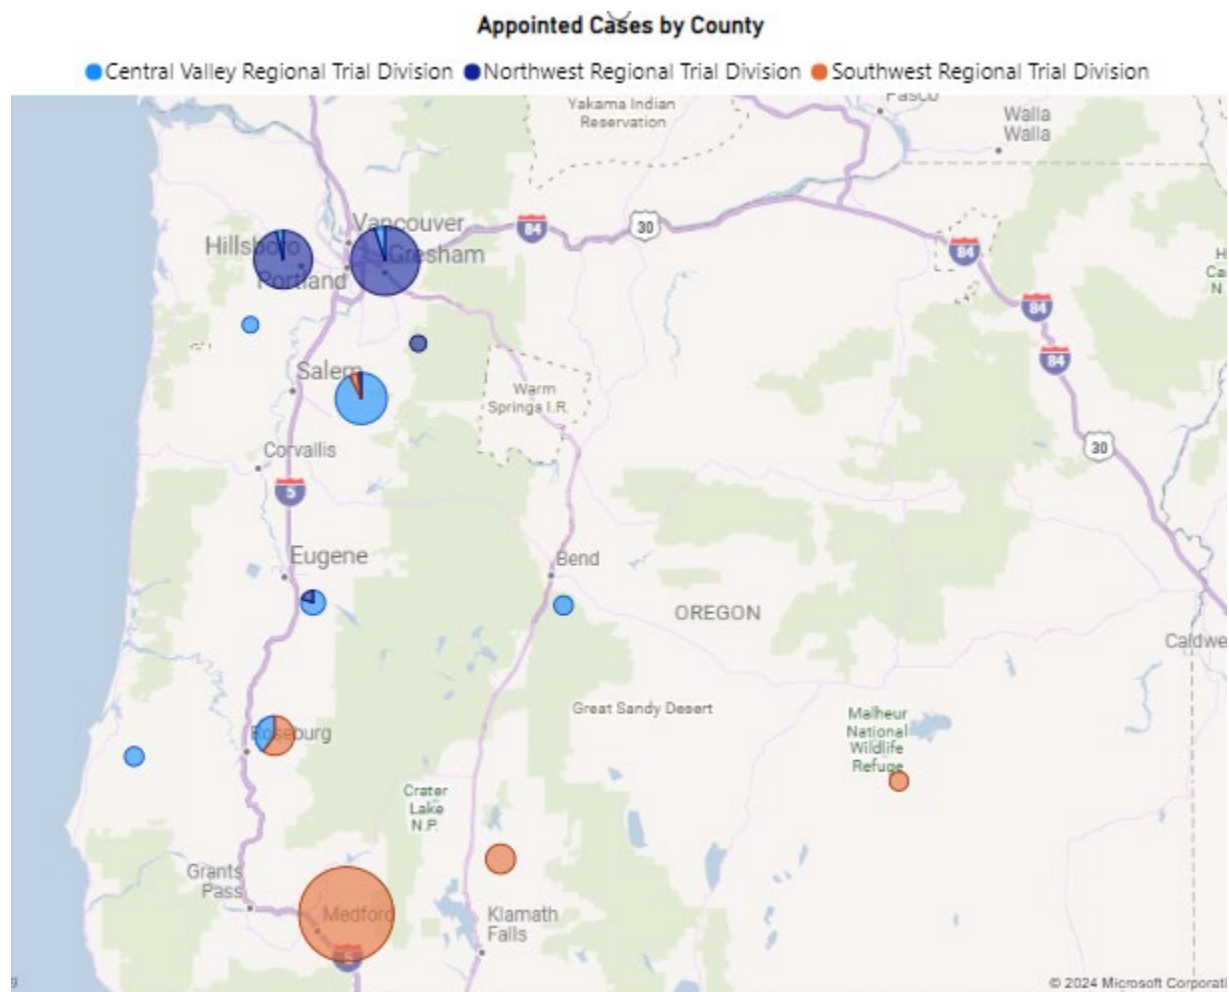 Appointed Cases by County
Central Valley Regional Trial Division Northwest Regional Trial Division Southwest Regional Trial Division
Yakama Indian
Reservation
Pasco
Walla
Walla
Vancouver
84
30
Hillsboro
Gresham
84
Portland
84
Salem
84
Warm
Springs I.R.
30
Corvallis
5
Eugene
Bend
OREGON
Caldwe
Great Sandy Desert
Malheur
National
Wildlife
Refuge
Roseburg
Crater
Lake
N.P.
Grants
Pass
Medford
Klamath
Falls
5
© 2024 Microsoft Corporati